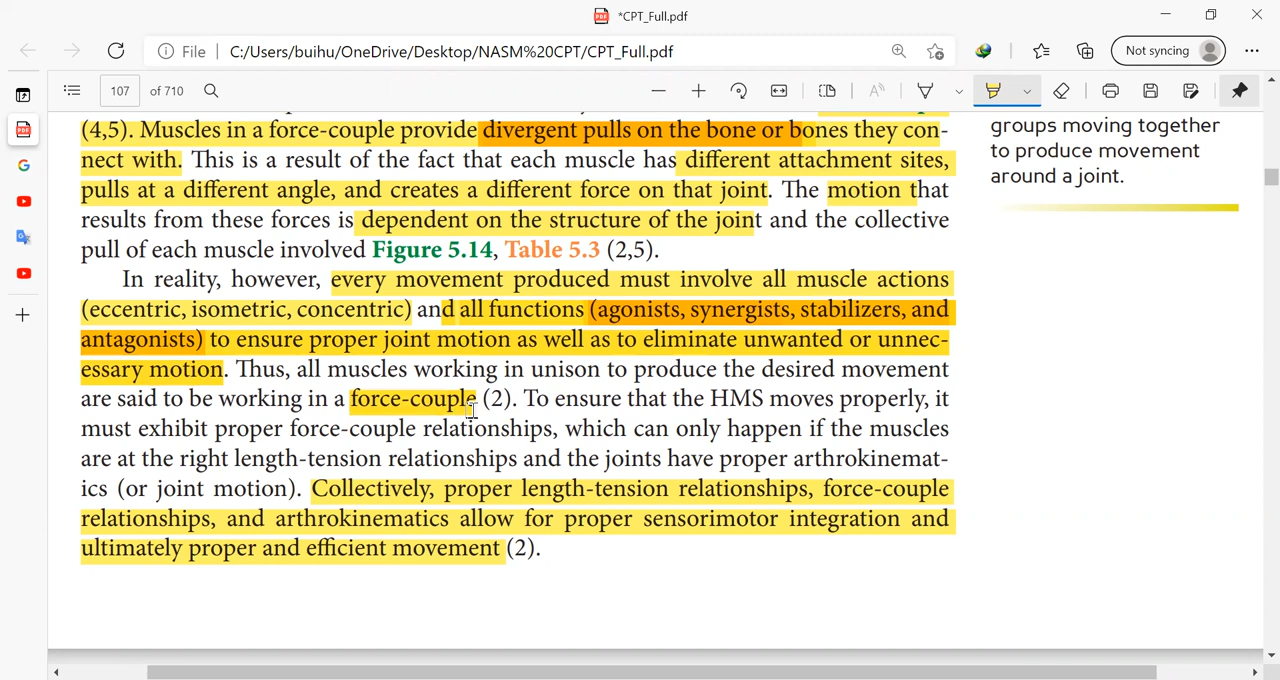 *CPT_Full.pdf
File | C:/Users/buihu/OneDrive/Desktop/NASM%20CPT/CPT_Full.pdf
Not syncing
107 of 710
(4,5). Muscles in a force-couple provide divergent pulls on the bone or bones they con-
nect with. This is a result of the fact that each muscle has different attachment sites,
pulls at a different angle, and creates a different force on that joint. The motion that
results from these forces is dependent on the structure of the joint and the collective
pull of each muscle involved Figure 5.14, Table 5.3 (2,5).
In reality, however, every movement produced must involve all muscle actions
(eccentric, isometric, concentric) and all functions (agonists, synergists, stabilizers, and
antagonists) to ensure proper joint motion as well as to eliminate unwanted or unnec-
essary motion. Thus, all muscles working in unison to produce the desired movement
are said to be working in a force-couple (2). To ensure that the HMS moves properly, it
must exhibit proper force-couple relationships, which can only happen if the muscles
are at the right length-tension relationships and the joints have proper arthrokinemat-
ics (or joint motion). Collectively, proper length-tension relationships, force-couple
relationships, and arthrokinematics allow for proper sensorimotor integration and
ultimately proper and efficient movement (2).
groups moving together
to produce movement
around a joint.